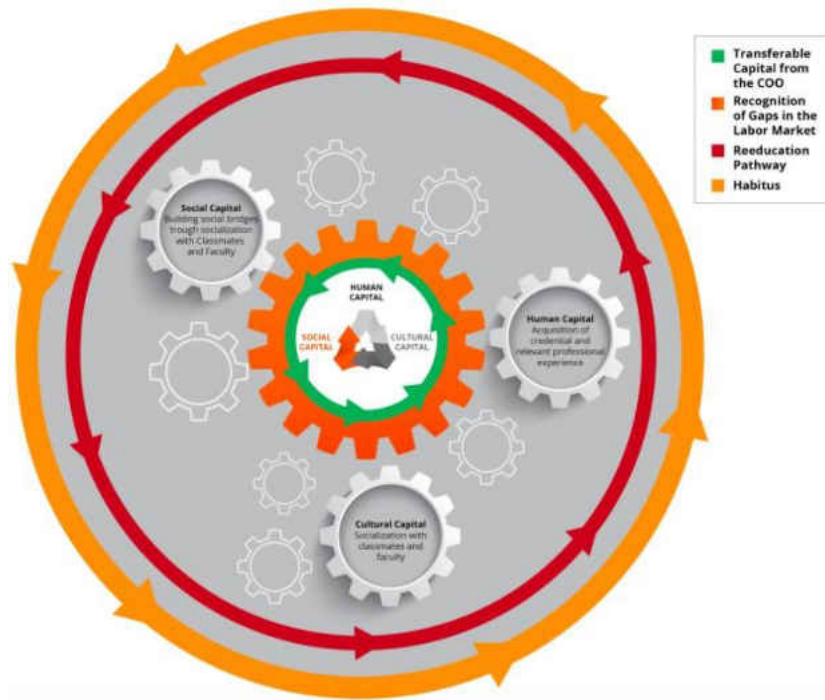 Transferable
Capital from
the COO
Recognition
of Gaps in the
Labor Market
Reeducation
Pathway
Habitus
Social Capital
Building social bridges
trough socialization
with Classmates
and Faculty
HUMAN
CAPITAL
SOCIAL
CAPITAL
CULTURAL
CAPITAL
Human Capital
Acquisition of
credential and
relevant professional
experience
Cultural Capital
Socialization with
classmates and
faculty